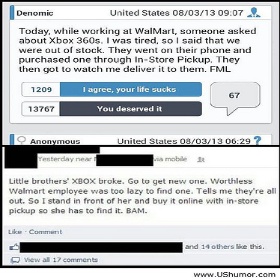 Denomic United States 08/03/13 09:07
Today, while working at WalMart, someone asked
about Xbox 360s. I was tired, so I said that we
were out of stock. They went on their phone and
purchased one through In-Store Pickup. They
then got to watch me deliver it to them. FML
1209 I agree, your life sucks
67
13767 You deserved it
Anonymous United States 08/03/13 06:29 ?
Yesterday near via mobile
Little brothers' XBOX broke. Go to get new one. Worthless
Walmart employee was too lazy to find one. Tells me they're all
out. So I stand in front of her and buy it online with in-store
pickup so she has to find it. BAM.
Like · Comment
and 14 others like this.
View all 17 comments
www.UShumor.com